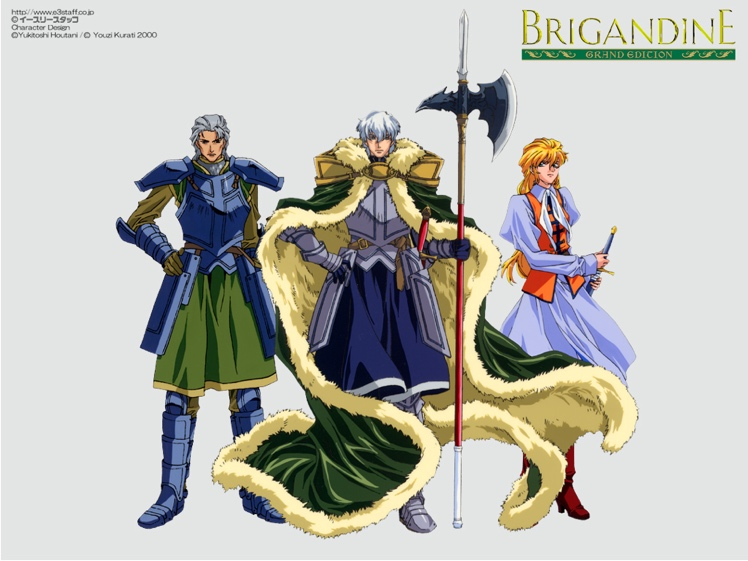 http://www.e3staff.co.jp
© イースリースタッフ
Character Design
©Yukitoshi Houtani / © Youzi Kurati 2000
BRIGANDINE
GRAND EDITION